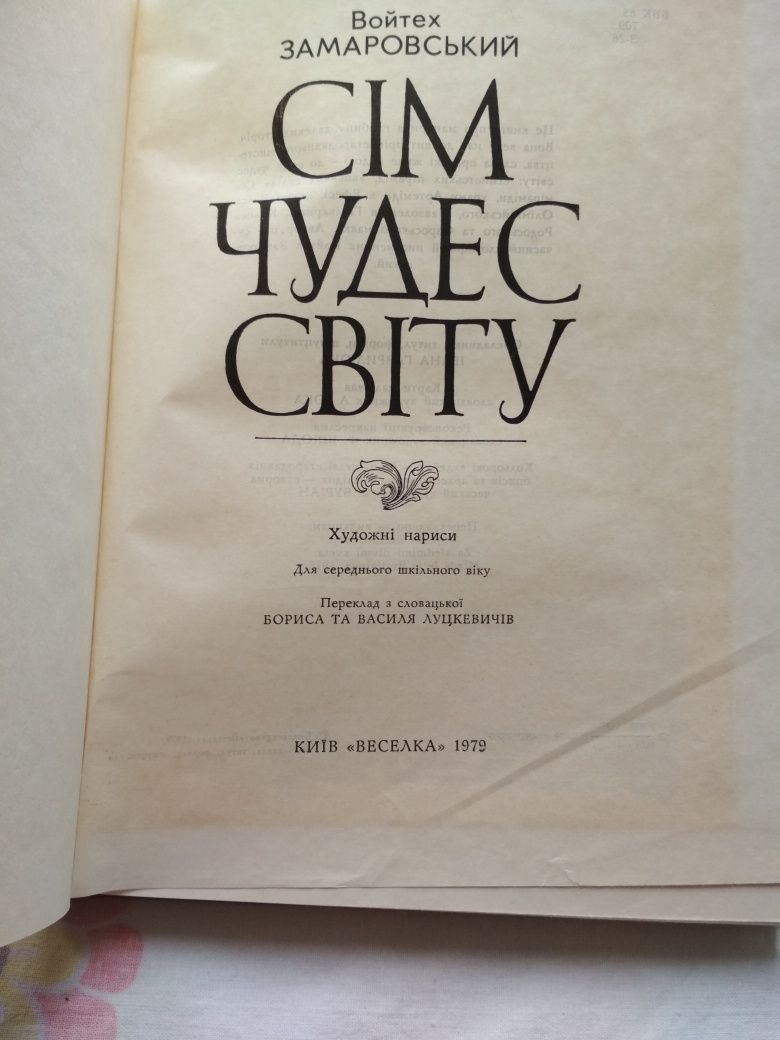 Войтех
ЗАМАРОВСЬКИЙ
СІМ
ЧУДЕС
СВІТУ
Художні нариси
Для середнього шкільного віку
Переклад з словацької
БОРИСА ТА ВАСИЛЯ ЛУЦКЕВИЧІВ
КИЇВ «ВЕСЕЛКА» 1979